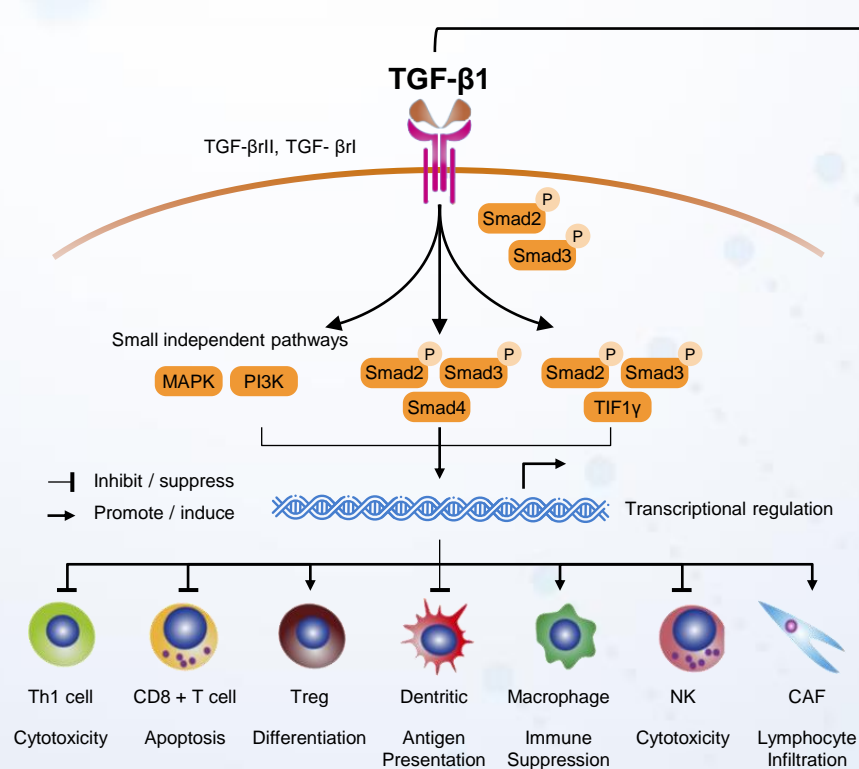 TGF-β1
TGF-βrII, TGF- βrI
P
Smad2
P
Smad3
Small independent pathways
MAPK
PI3K
P
Smad2
P
Smad3
Smad4
P
Smad2
P
Smad3
TIF1γ
Inhibit / suppress
Promote / induce
Transcriptional regulation
Th1 cell
CD8 + T cell
Treg
Dentritic
Macrophage
NK
CAF
Cytotoxicity
Apoptosis
Differentiation
Antigen
Presentation
Immune
Suppression
Cytotoxicity
Lymphocyte
Infiltration